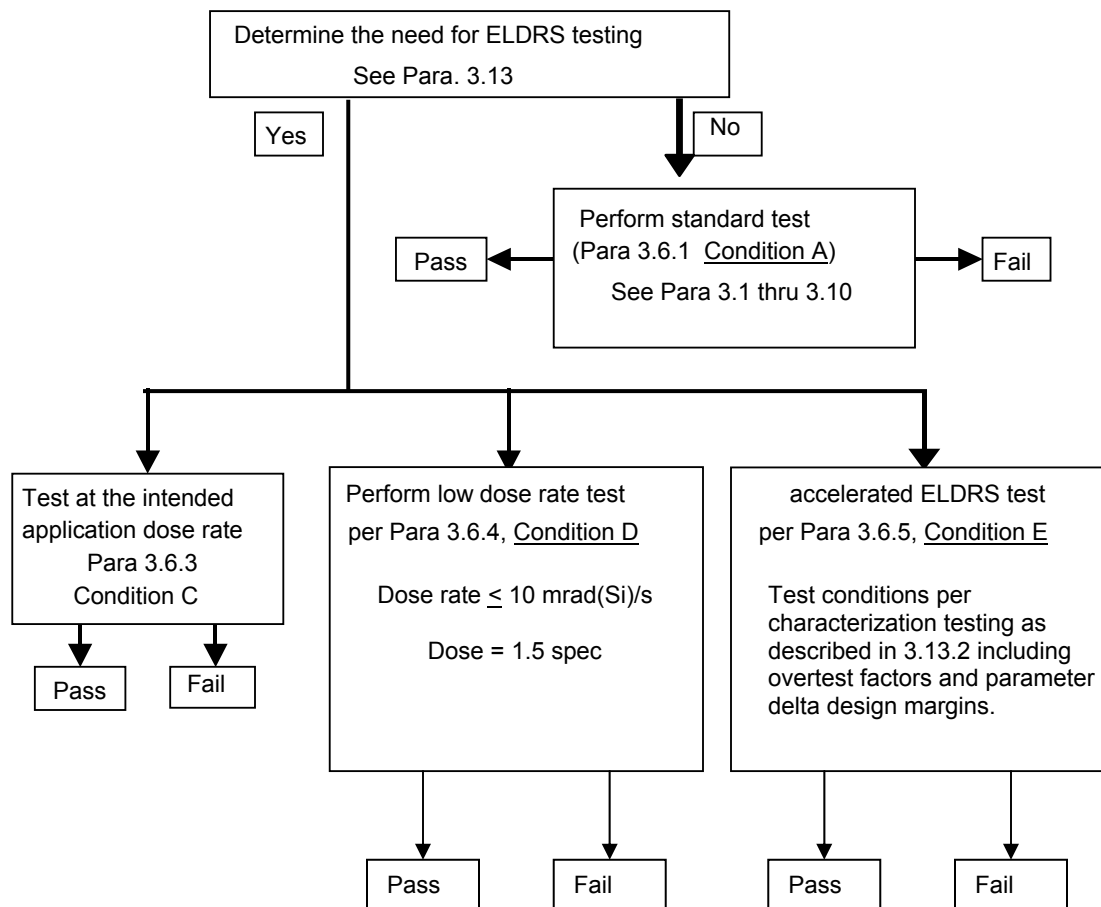 Determine the need for ELDRS testing
See Para. 3.13
Yes
No
Perform standard test
(Para 3.6.1 Condition A)
See Para 3.1 thru 3.10
Pass
Fail
Test at the intended
application dose rate
Para 3.6.3
Condition C
Pass
Fail
Perform low dose rate test
per Para 3.6.4, Condition D
Dose rate ≤ 10 mrad(Si)/s
Dose = 1.5 spec
Pass
Fail
accelerated ELDRS test
per Para 3.6.5, Condition E
Test conditions per
characterization testing as
described in 3.13.2 including
overtest factors and parameter
delta design margins.
Pass
Fail